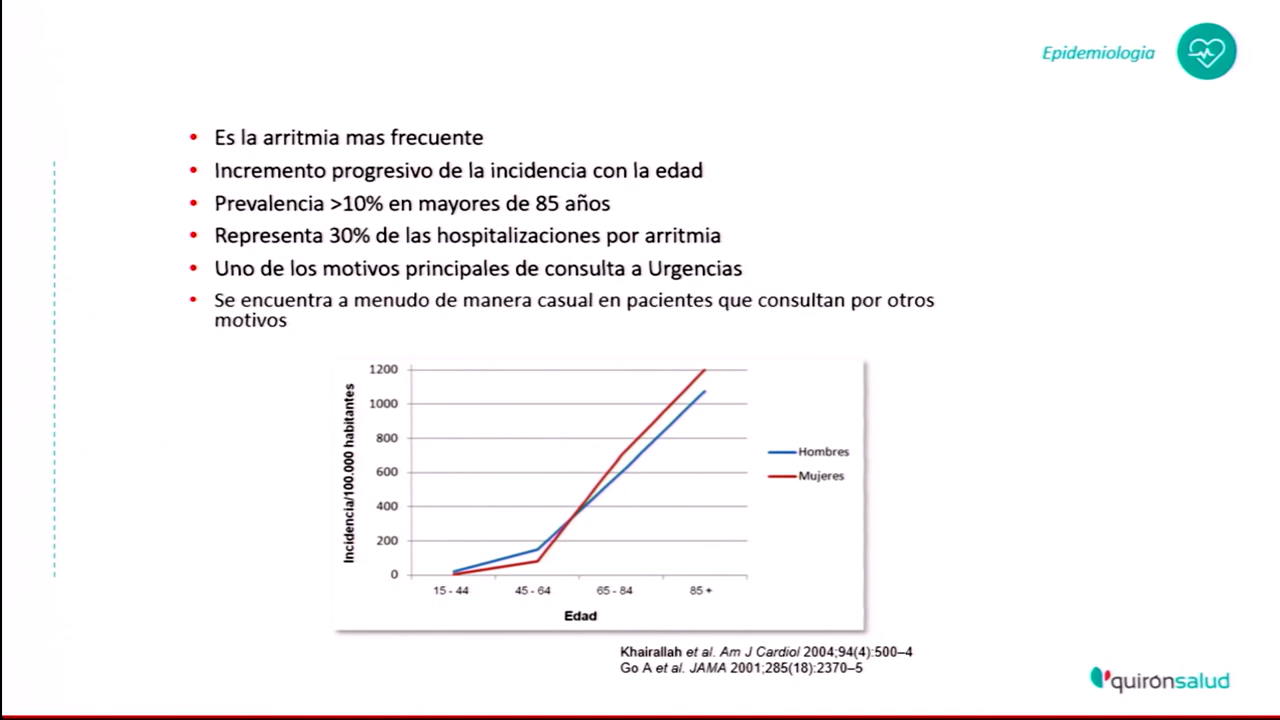 Epidemiologia
Es la arritmia mas frecuente
Incremento progresivo de la incidencia con la edad
Prevalencia >10% en mayores de 85 años
Representa 30% de las hospitalizaciones por arritmia
Uno de los motivos principales de consulta a Urgencias
Se encuentra a menudo de manera casual en pacientes que consultan por otros
motivos
Incidencia/100.000 habitantes
1200
1000
800
600
400
200
0
15 - 44
45 - 64
65 - 84
85 +
Edad
Hombres
Mujeres
Khairallah et al. Am J Cardiol 2004;94(4):500–4
Go A et al. JAMA 2001;285(18):2370–5
quirónsalud